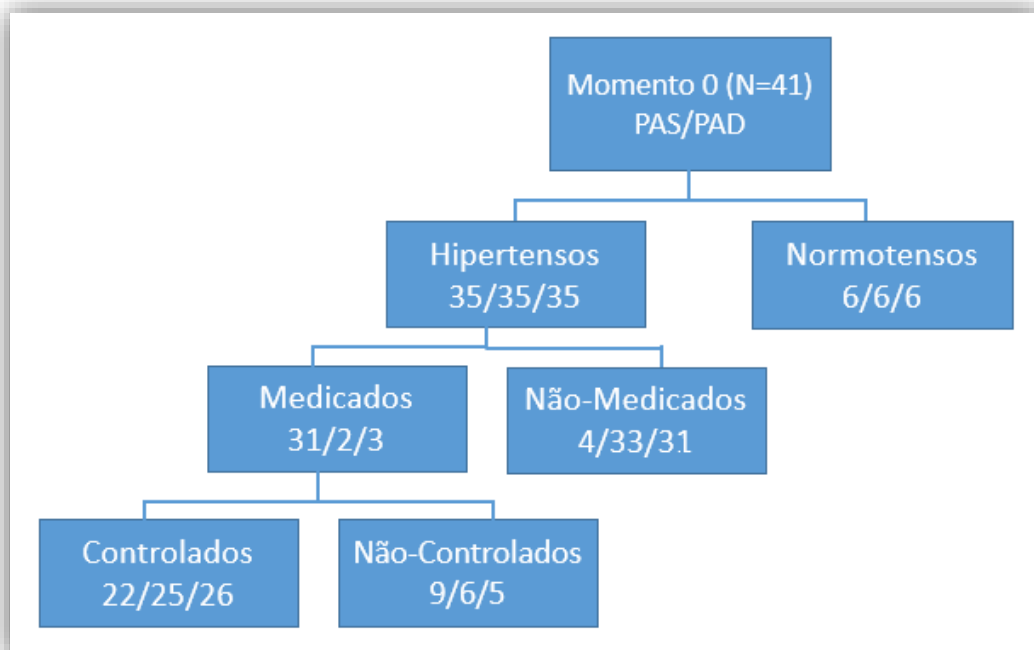 Momento 0 (N=41)
PAS/PAD
Hipertensos
35/35/35
Normotensos
6/6/6
Medicados
31/2/3
Não-Medicados
4/33/31
Controlados
22/25/26
Não-Controlados
9/6/5